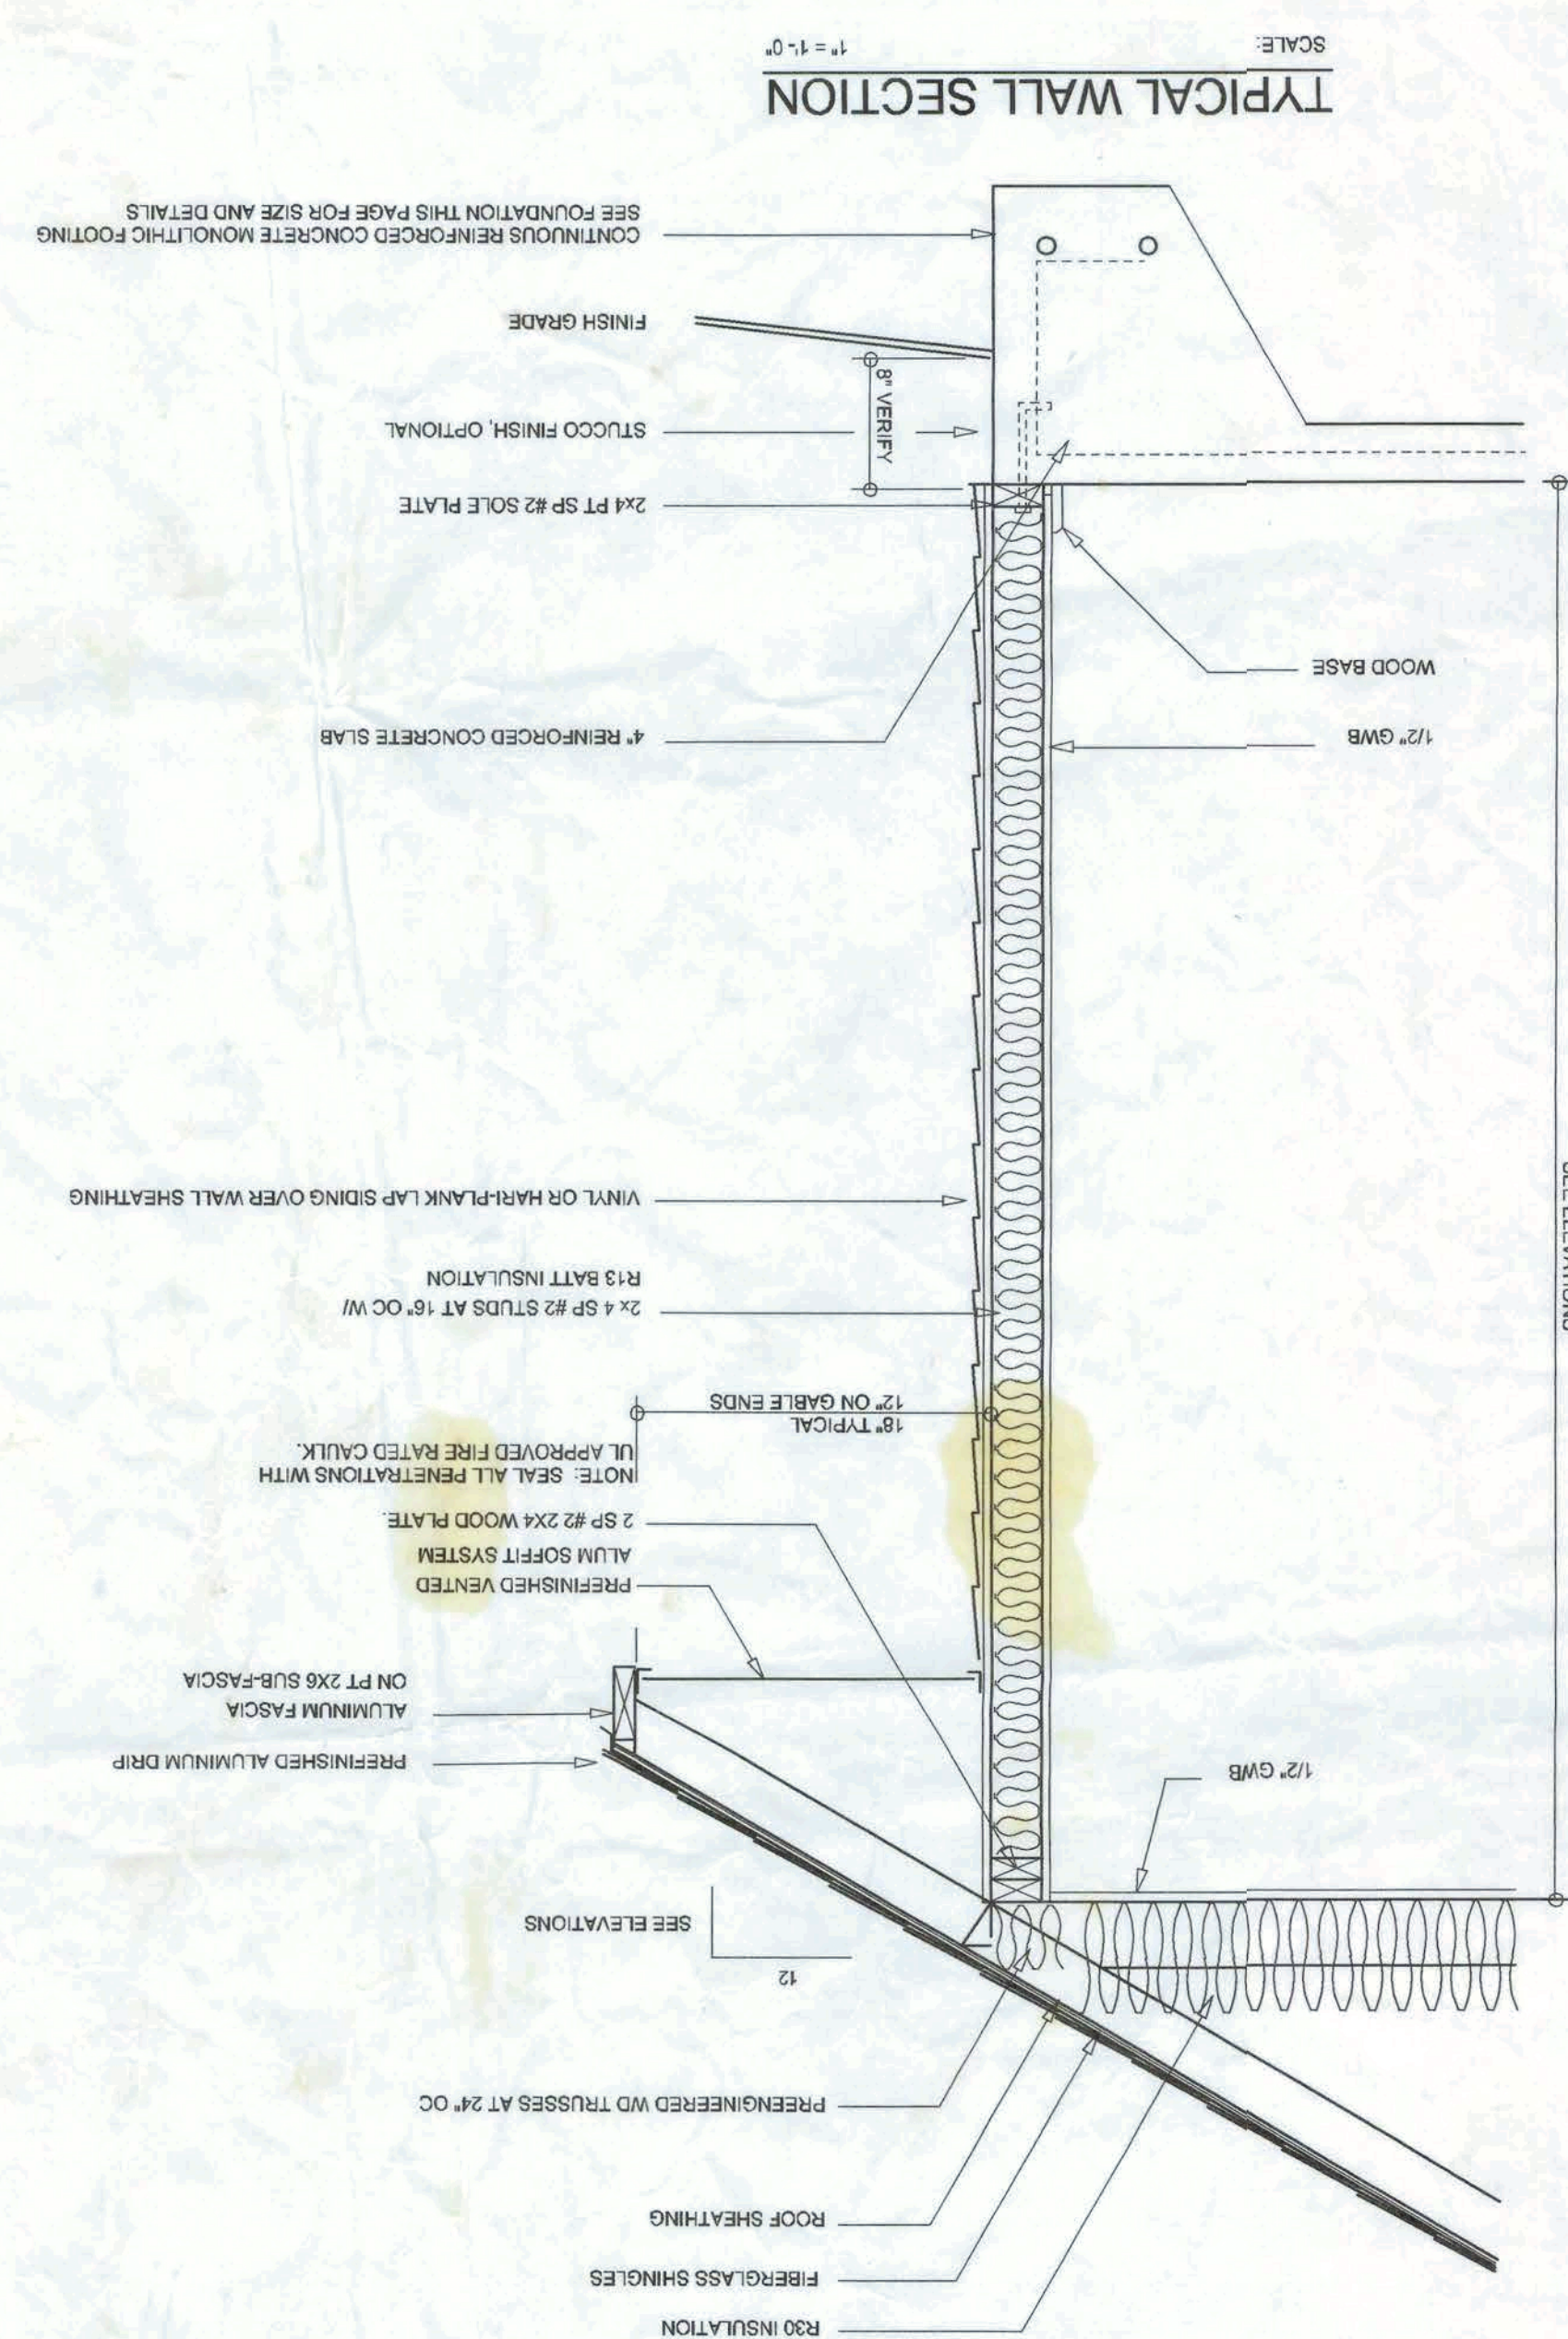 R30 INSULATION
FIBERGLASS SHINGLES
ROOF SHEATHING
PREENGINEERED WD TRUSSES AT 24" OC
12
SEE ELEVATIONS
1/2" GWB
PREFINISHED ALUMINUM DRIP
ALUMINUM FASCIA
ON PT 2X6 SUB-FASCIA
PREFINISHED VENTED
ALUM SOFFIT SYSTEM
2 SP #2 2X4 WOOD PLATE.
NOTE: SEAL ALL PENETRATIONS WITH
UL APPROVED FIRE RATED CAULK.
18" TYPICAL
12" ON GABLE ENDS
2x 4 SP #2 STUDS AT 16" OC W/
R13 BATT INSULATION
VINYL OR HARI-PLANK LAP SIDING OVER WALL SHEATHING
SEE ELEVATIONS
1/2" GWB
4" REINFORCED CONCRETE SLAB
WOOD BASE
2x4 PT SP #2 SOLE PLATE
STUCCO FINISH, OPTIONAL
8" VERIFY
FINISH GRADE
CONTINUOUS REINFORCED CONCRETE MONOLITHIC FOOTING
SEE FOUNDATION THIS PAGE FOR SIZE AND DETAILS
TYPICAL WALL SECTION
SCALE: 1" = 1'-0"